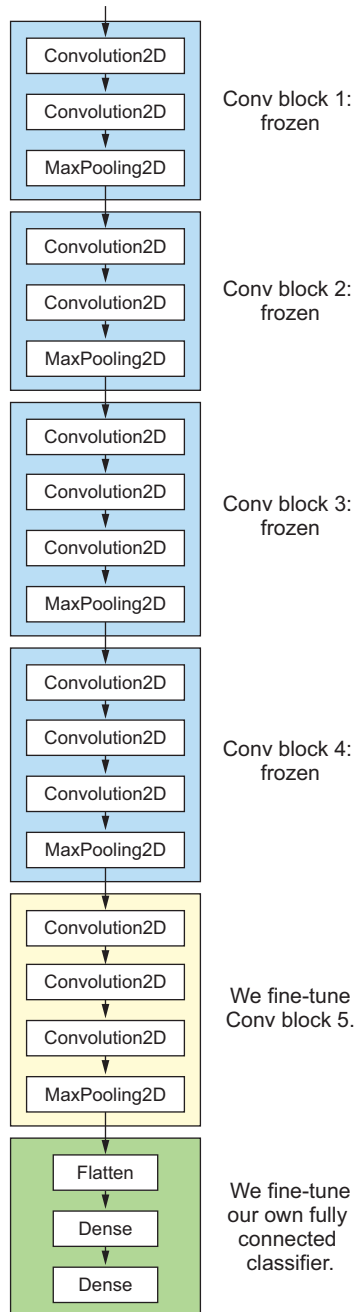 Convolution2D
Convolution2D
MaxPooling2D
Conv block 1:
frozen
Convolution2D
Convolution2D
MaxPooling2D
Conv block 2:
frozen
Convolution2D
Convolution2D
Convolution2D
MaxPooling2D
Conv block 3:
frozen
Convolution2D
Convolution2D
Convolution2D
MaxPooling2D
Conv block 4:
frozen
Convolution2D
Convolution2D
Convolution2D
MaxPooling2D
We fine-tune
Conv block 5.
Flatten
Dense
Dense
We fine-tune
our own fully
connected
classifier.